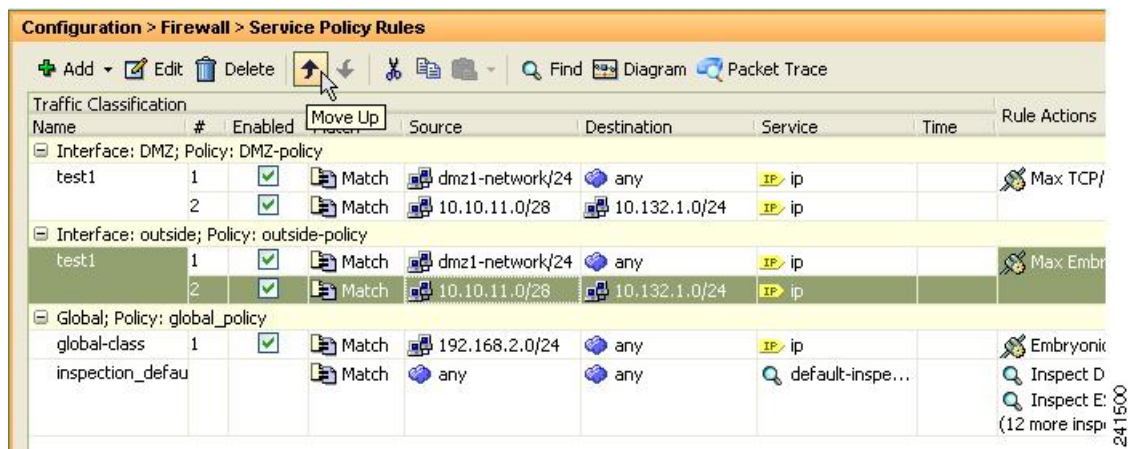 Configuration > Firewall > Service Policy Rules
Add Edit Delete Find Diagram Packet Trace
Move Up
Traffic Classification
Name # Enabled Source Destination Service Time Rule Actions
Interface: DMZ; Policy: DMZ-policy
test1 1 Match dmz1-network/24 any IP ip Max TCP/
2 Match 10.10.11.0/28 10.132.1.0/24 IP ip
Interface: outside; Policy: outside-policy
test1 1 Match dmz1-network/24 any IP ip Max Embr
2 Match 10.10.11.0/28 10.132.1.0/24 IP ip
Global; Policy: global_policy
global-class 1 Match 192.168.2.0/24 any IP ip Embryonic
inspection_defau Match any any default-inspe... Inspect D
Inspect E
(12 more insp
241500